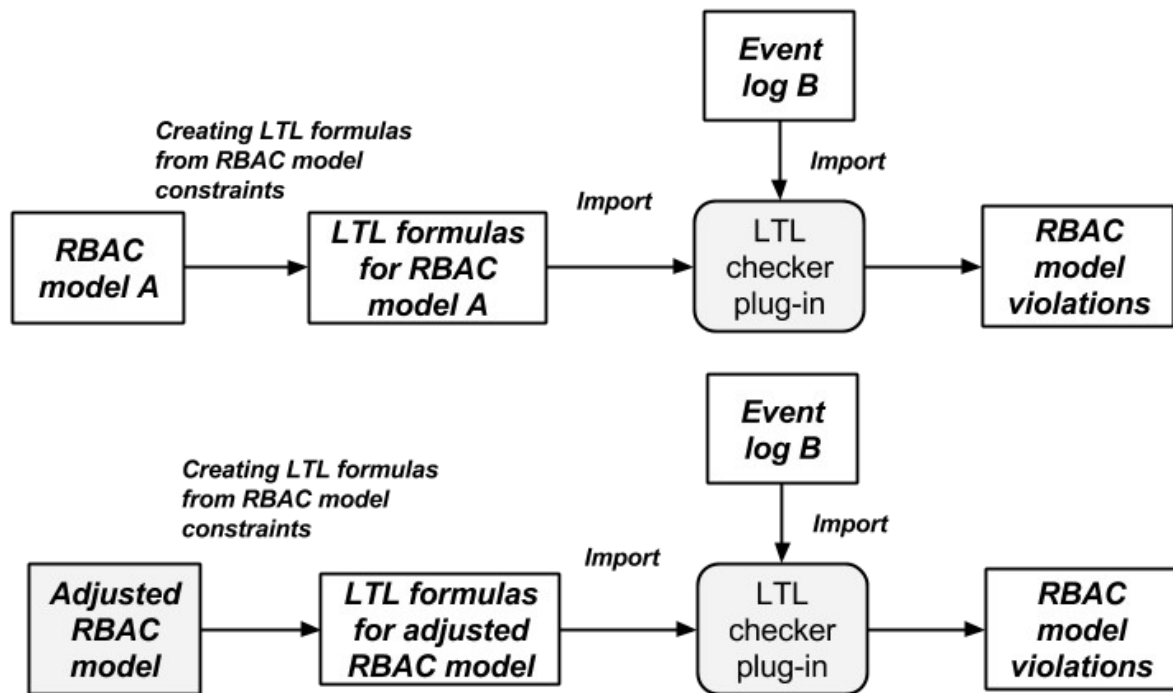 Event
log B
Creating LTL formulas
from RBAC model
constraints
Import
Import
RBAC
model A
LTL formulas
for RBAC
model A
LTL
checker
plug-in
RBAC
model
violations
Event
log B
Creating LTL formulas
from RBAC model
constraints
Import
Import
Adjusted
RBAC
model
LTL formulas
for adjusted
RBAC model
LTL
checker
plug-in
RBAC
model
violations